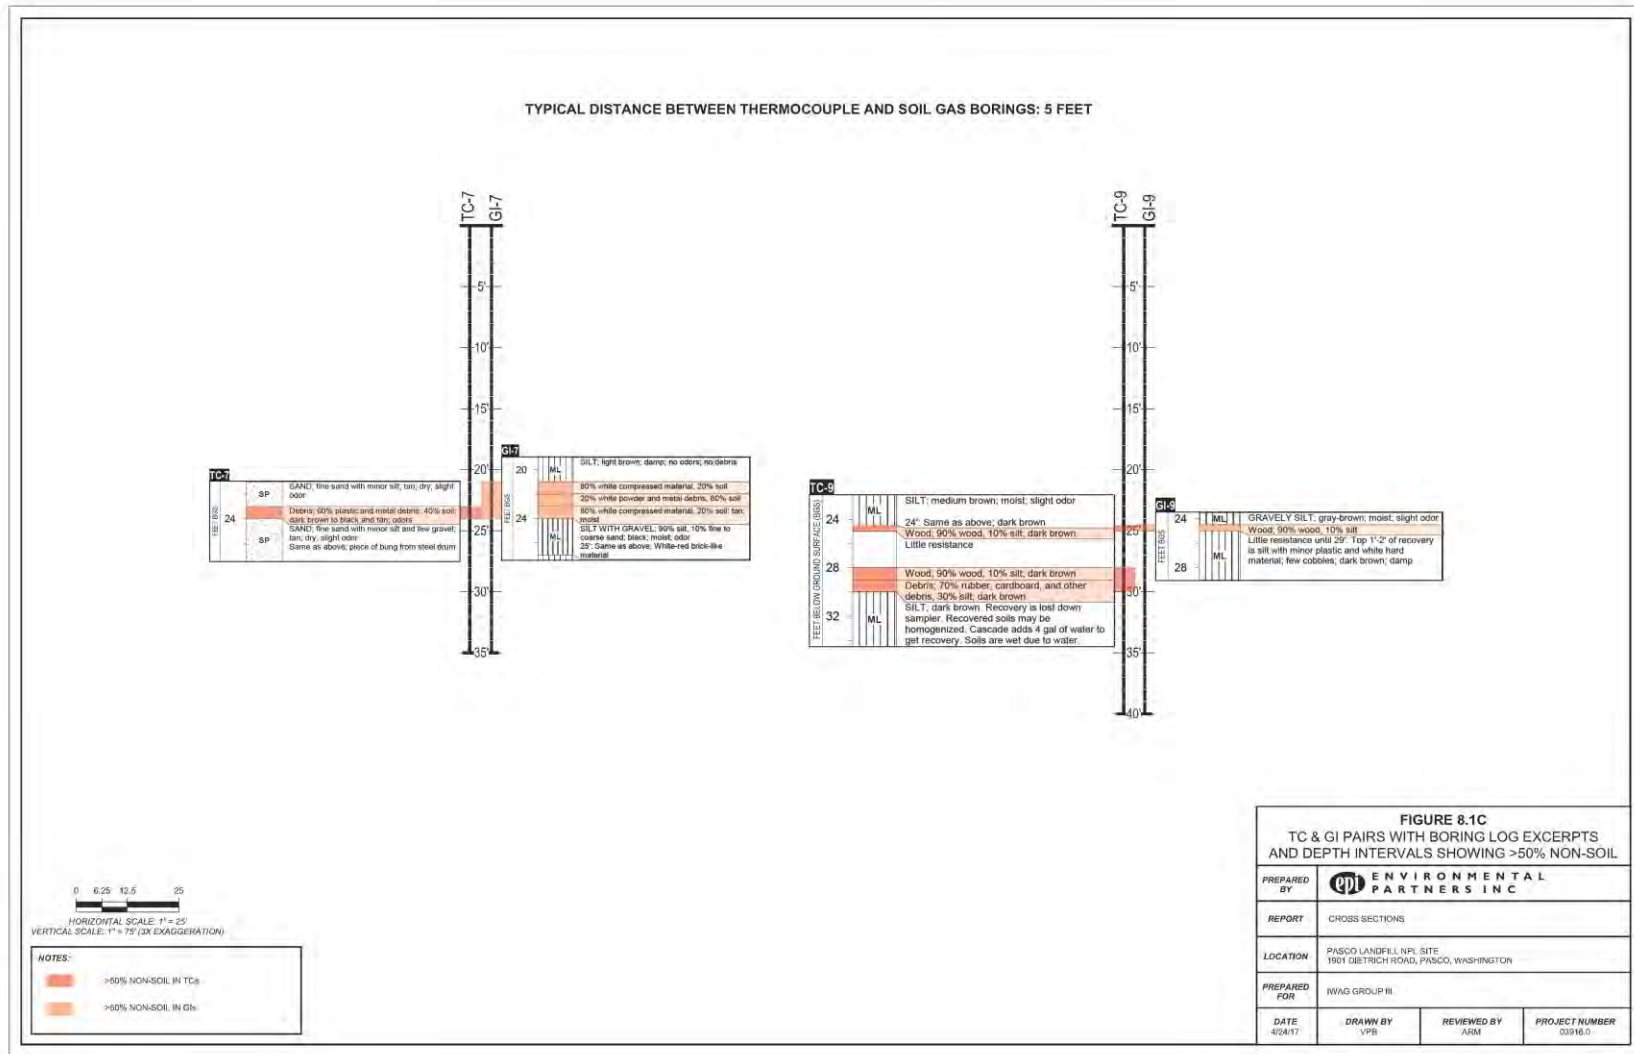 TYPICAL DISTANCE BETWEEN THERMOCOUPLE AND SOIL GAS BORINGS: 5 FEET
TC-7
GI-7
5'
10'
15'
20'
25'
30'
35'
TC-7
FEET BGS
24
SP
SP
SAND; fine sand with minor silt; tan; dry; slight
odor
Debris; 60% plastic and metal debris; 40% soil;
dark brown to black and tan; odors
SAND; fine sand with minor silt and few gravel;
tan; dry; slight odor
Same as above; piece of bung from steel drum
GI-7
FEET BGS
20
24
ML
ML
SILT; light brown; damp; no odors; no debris
80% white compressed material, 20% soil
20% white powder and metal debris, 80% soil
80% white compressed material, 20% soil; tan;
moist
SILT WITH GRAVEL; 90% silt, 10% fine to
coarse sand; black; moist; odor
25': Same as above; White-red brick-like
material
TC-9
GI-9
5'
10'
15'
20'
25'
30'
35'
40'
TC-9
FEET BELOW GROUND SURFACE (BGS)
24
28
32
ML
ML
SILT; medium brown; moist; slight odor
24': Same as above; dark brown
Wood; 90% wood, 10% silt; dark brown
Little resistance
Wood; 90% wood, 10% silt; dark brown
Debris; 70% rubber, cardboard, and other
debris, 30% silt; dark brown
SILT, dark brown. Recovery is lost down
sampler. Recovered soils may be
homogenized. Cascade adds 4 gal of water to
get recovery. Soils are wet due to water.
GI-9
FEET BGS
24
28
ML
ML
GRAVELY SILT; gray-brown; moist; slight odor
Wood; 90% wood, 10% silt
Little resistance until 29'. Top 1'-2' of recovery
is silt with minor plastic and white hard
material; few cobbles; dark brown; damp
0 6.25 12.5 25
HORIZONTAL SCALE: 1" = 25'
VERTICAL SCALE: 1" = 75' (3X EXAGGERATION)
NOTES:
>50% NON-SOIL IN TCs
>50% NON-SOIL IN GIs
FIGURE 8.1C
TC & GI PAIRS WITH BORING LOG EXCERPTS
AND DEPTH INTERVALS SHOWING >50% NON-SOIL
PREPARED BY
epi ENVIRONMENTAL
PARTNERS INC
REPORT
CROSS SECTIONS
LOCATION
PASCO LANDFILL NPL SITE
1901 DIETRICH ROAD, PASCO, WASHINGTON
PREPARED FOR
IWAG GROUP III
DATE
4/24/17
DRAWN BY
VPB
REVIEWED BY
ARM
PROJECT NUMBER
03916.0